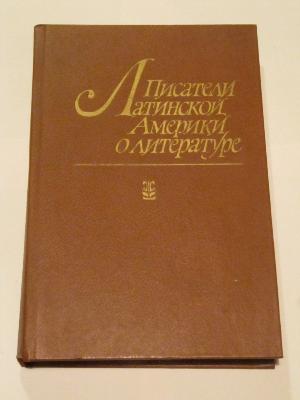 Писатели
Латинской
Америки
о литературе